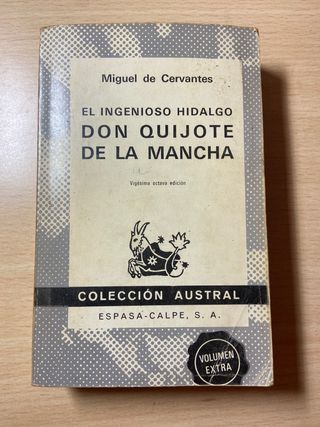 Miguel de Cervantes
EL INGENIOSO HIDALGO
DON QUIJOTE
DE LA MANCHA
Vigésima octava edición
COLECCIÓN AUSTRAL
ESPASA-CALPE, S. A.
VOLUMEN
EXTRA